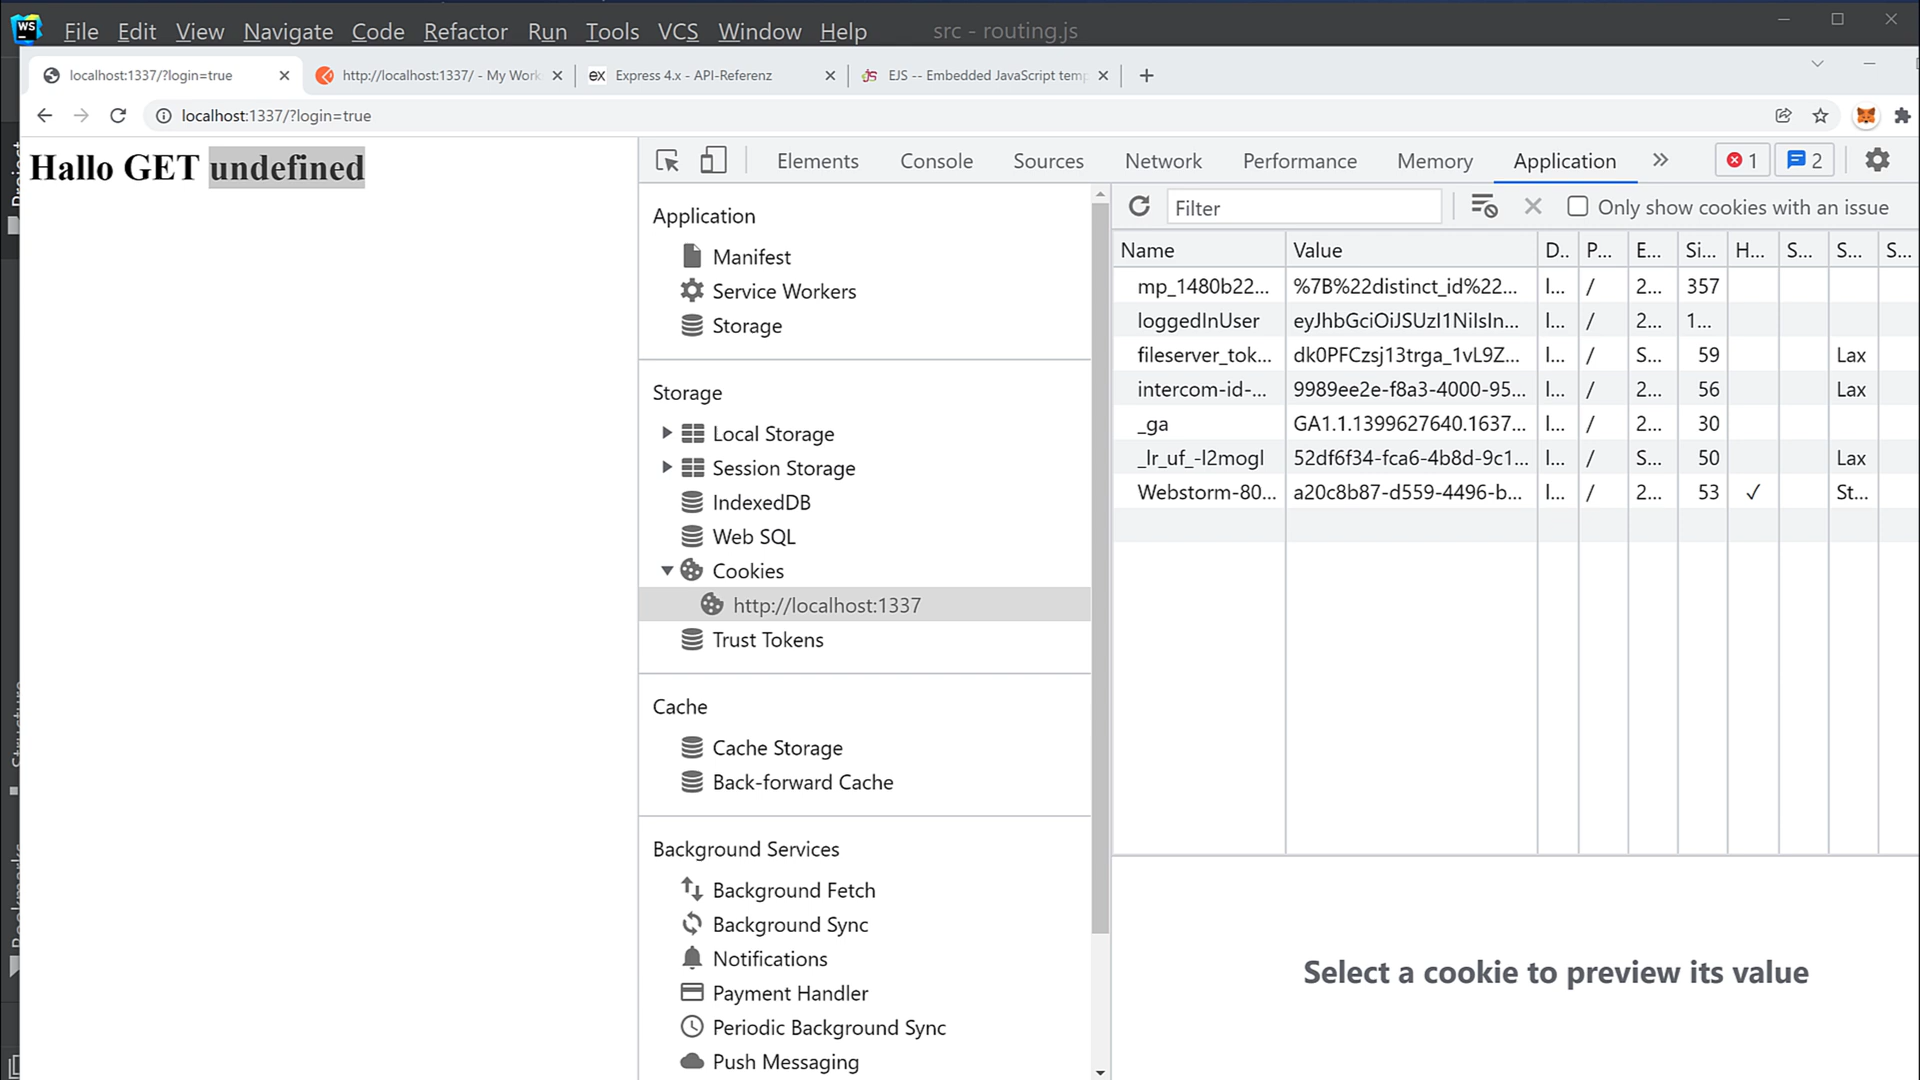 WS File Edit View Navigate Code Refactor Run Tools VCS Window Help src - routing.js
localhost:1337/?login=true http://localhost:1337/ - My Work ex Express 4.x - API-Referenz JS EJS -- Embedded JavaScript temp
localhost:1337/?login=true
Hallo GET undefined
Project
Structure
Bookmarks
Elements Console Sources Network Performance Memory Application 1 2
Application
Manifest
Service Workers
Storage
Storage
Local Storage
Session Storage
IndexedDB
Web SQL
Cookies
http://localhost:1337
Trust Tokens
Cache
Cache Storage
Back-forward Cache
Background Services
Background Fetch
Background Sync
Notifications
Payment Handler
Periodic Background Sync
Push Messaging
Filter Only show cookies with an issue
Name Value D.. P... E... Si... H... S... S... S...
mp_1480b22... %7B%22distinct_id%22... l... / 2... 357
loggedInUser eyJhbGciOiJSUzI1NiIsIn... l... / 2... 1...
fileserver_tok... dk0PFCzsj13trga_1vL9Z... l... / S... 59 Lax
intercom-id-... 9989ee2e-f8a3-4000-95... l... / 2... 56 Lax
_ga GA1.1.1399627640.1637... l... / 2... 30
_lr_uf_-l2mogl 52df6f34-fca6-4b8d-9c1... l... / S... 50 Lax
Webstorm-80... a20c8b87-d559-4496-b... l... / 2... 53 ✓ St...
Select a cookie to preview its value